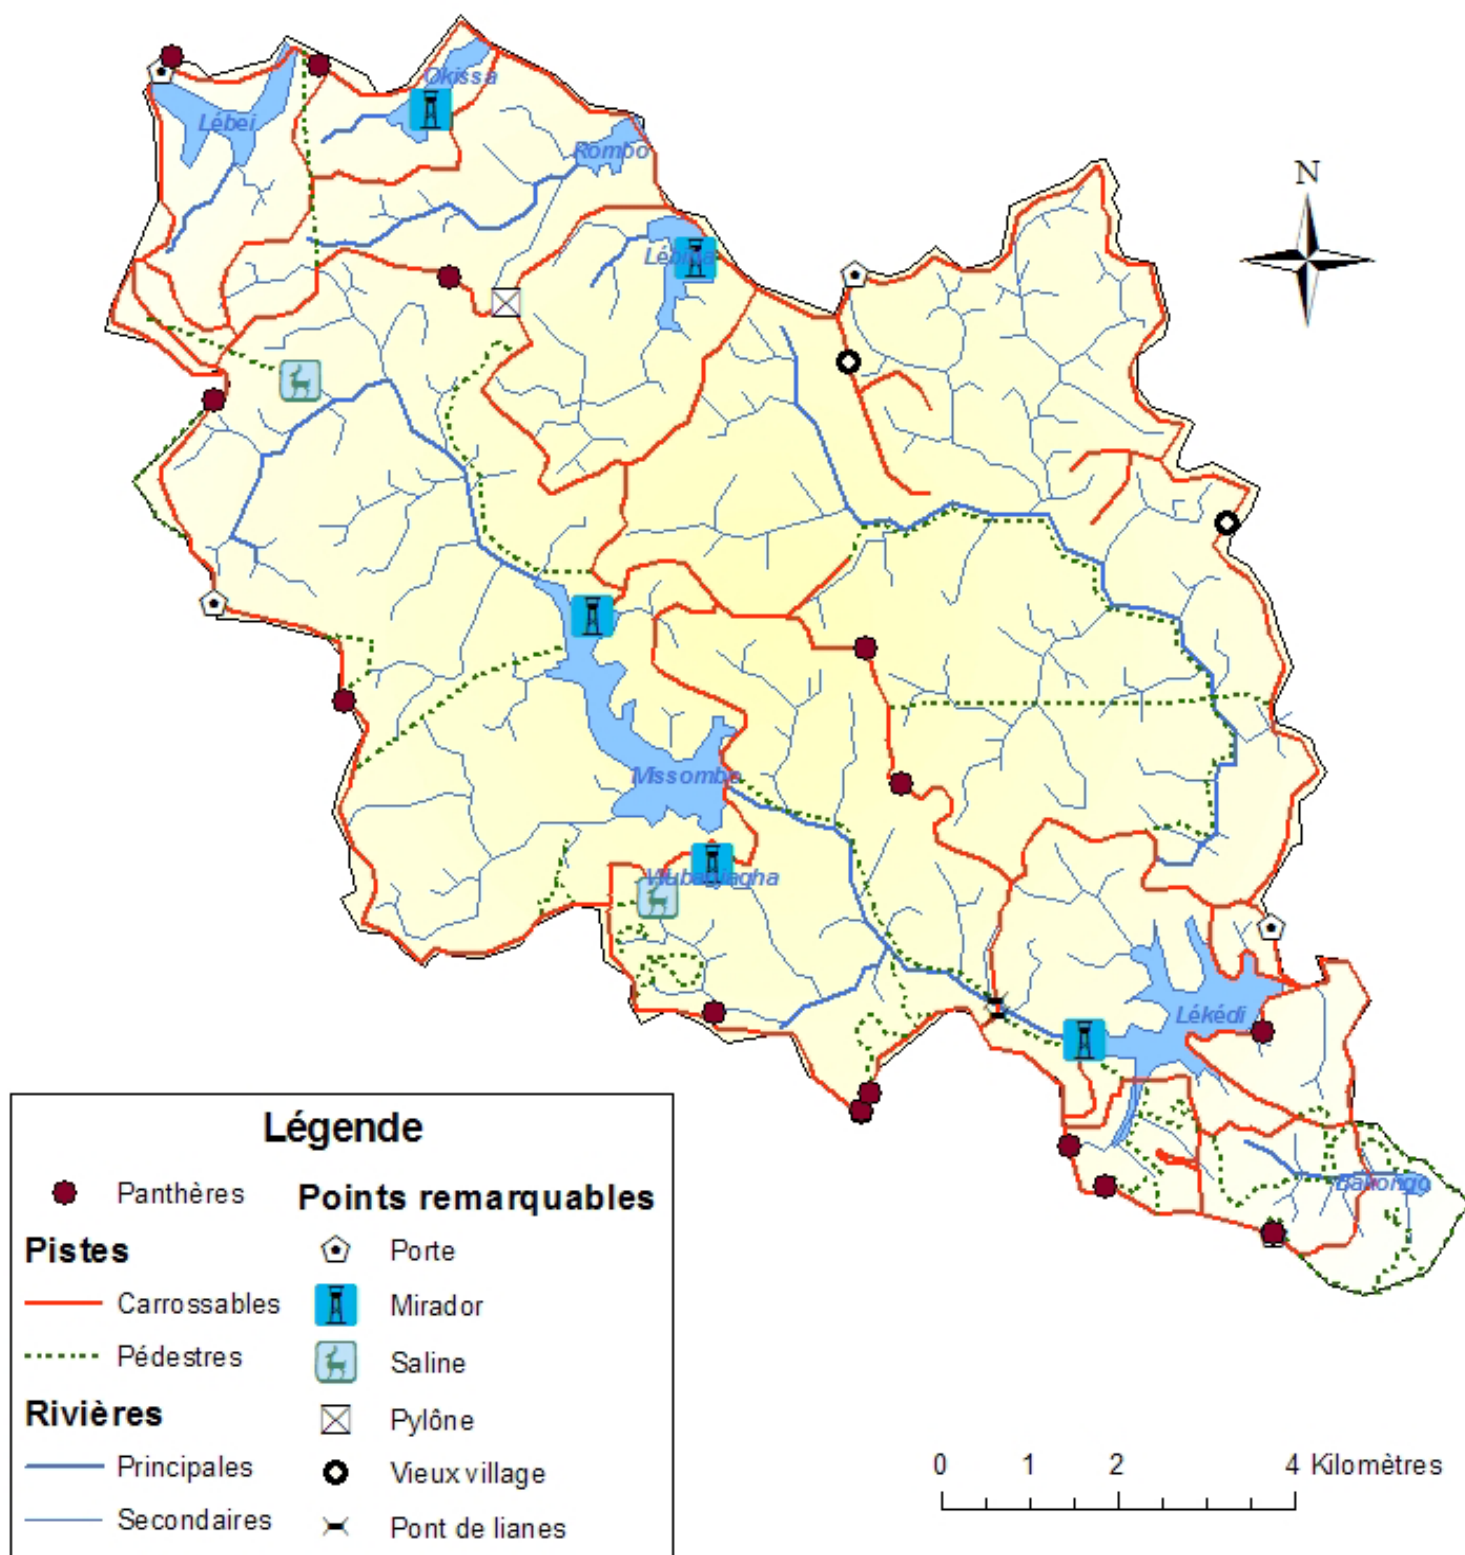 Okissa
Lébei
Rombo
N
Missombo
Lékédi
Légende
Panthères
Points remarquables
Pistes
Porte
Carrossables
Mirador
Pédestres
Saline
Rivières
Pylône
Principales
Vieux village
Secondaires
Pont de lianes
0 1 2 4 Kilomètres